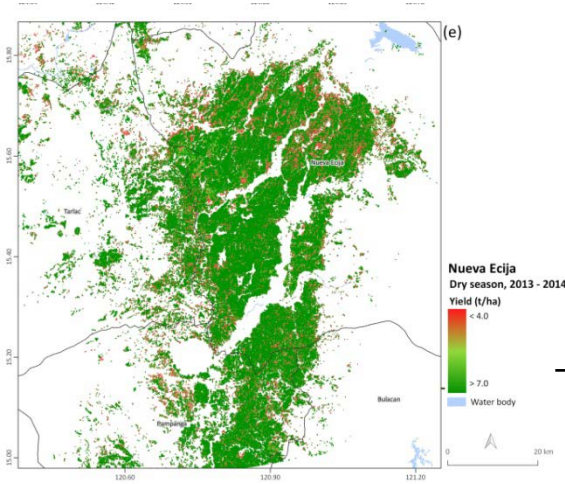 (e)
15.80
15.60
15.40
15.20
15.00
Nueva Ecija
Tarlac
Pampanga
Bulacan
120.60
120.90
121.20
Nueva Ecija
Dry season, 2013 - 2014
Yield (t/ha)
< 4.0
> 7.0
Water body
0 20 km